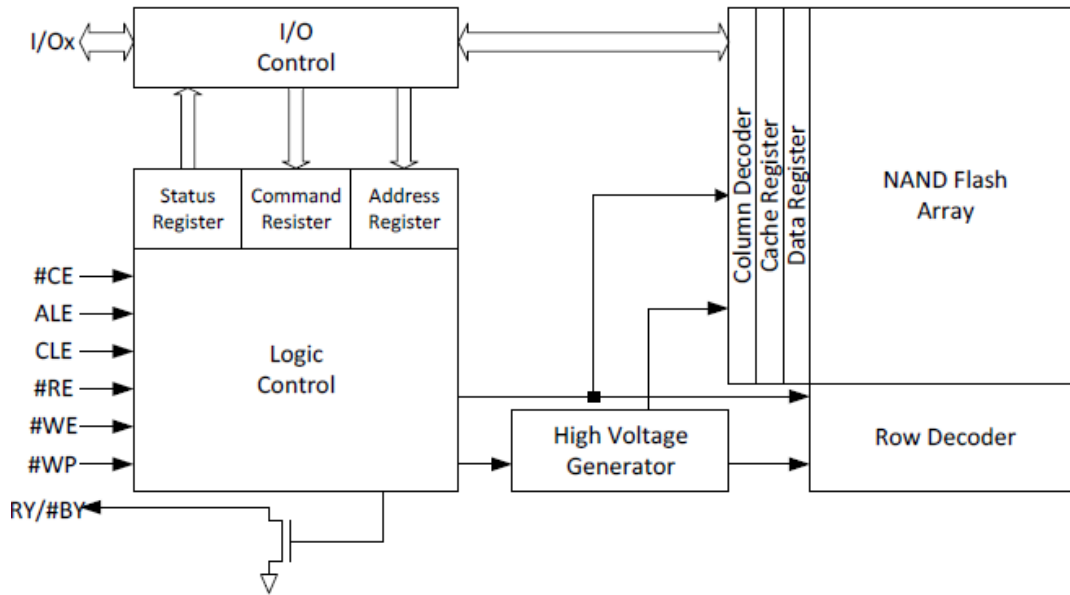 I/Ox
I/O
Control
Status
Register
Command
Resister
Address
Register
#CE
ALE
CLE
#RE
#WE
#WP
RY/#BY
Logic
Control
High Voltage
Generator
Column Decoder
Cache Register
Data Register
NAND Flash
Array
Row Decoder